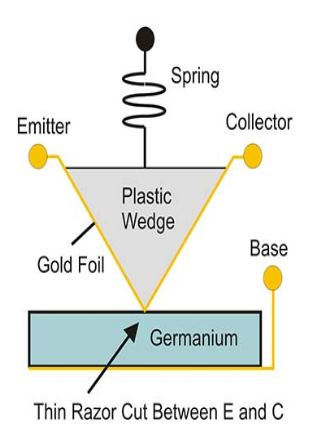 Spring
Emitter
Collector
Plastic
Wedge
Base
Gold Foil
Germanium
Thin Razor Cut Between E and C